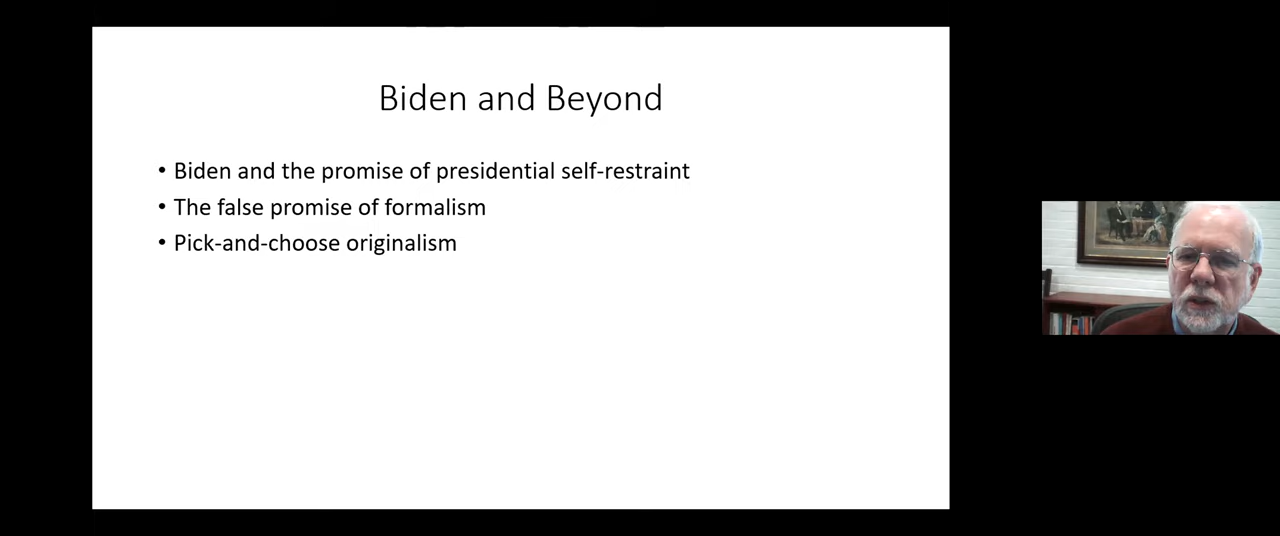 Biden and Beyond
• Biden and the promise of presidential self-restraint
• The false promise of formalism
• Pick-and-choose originalism